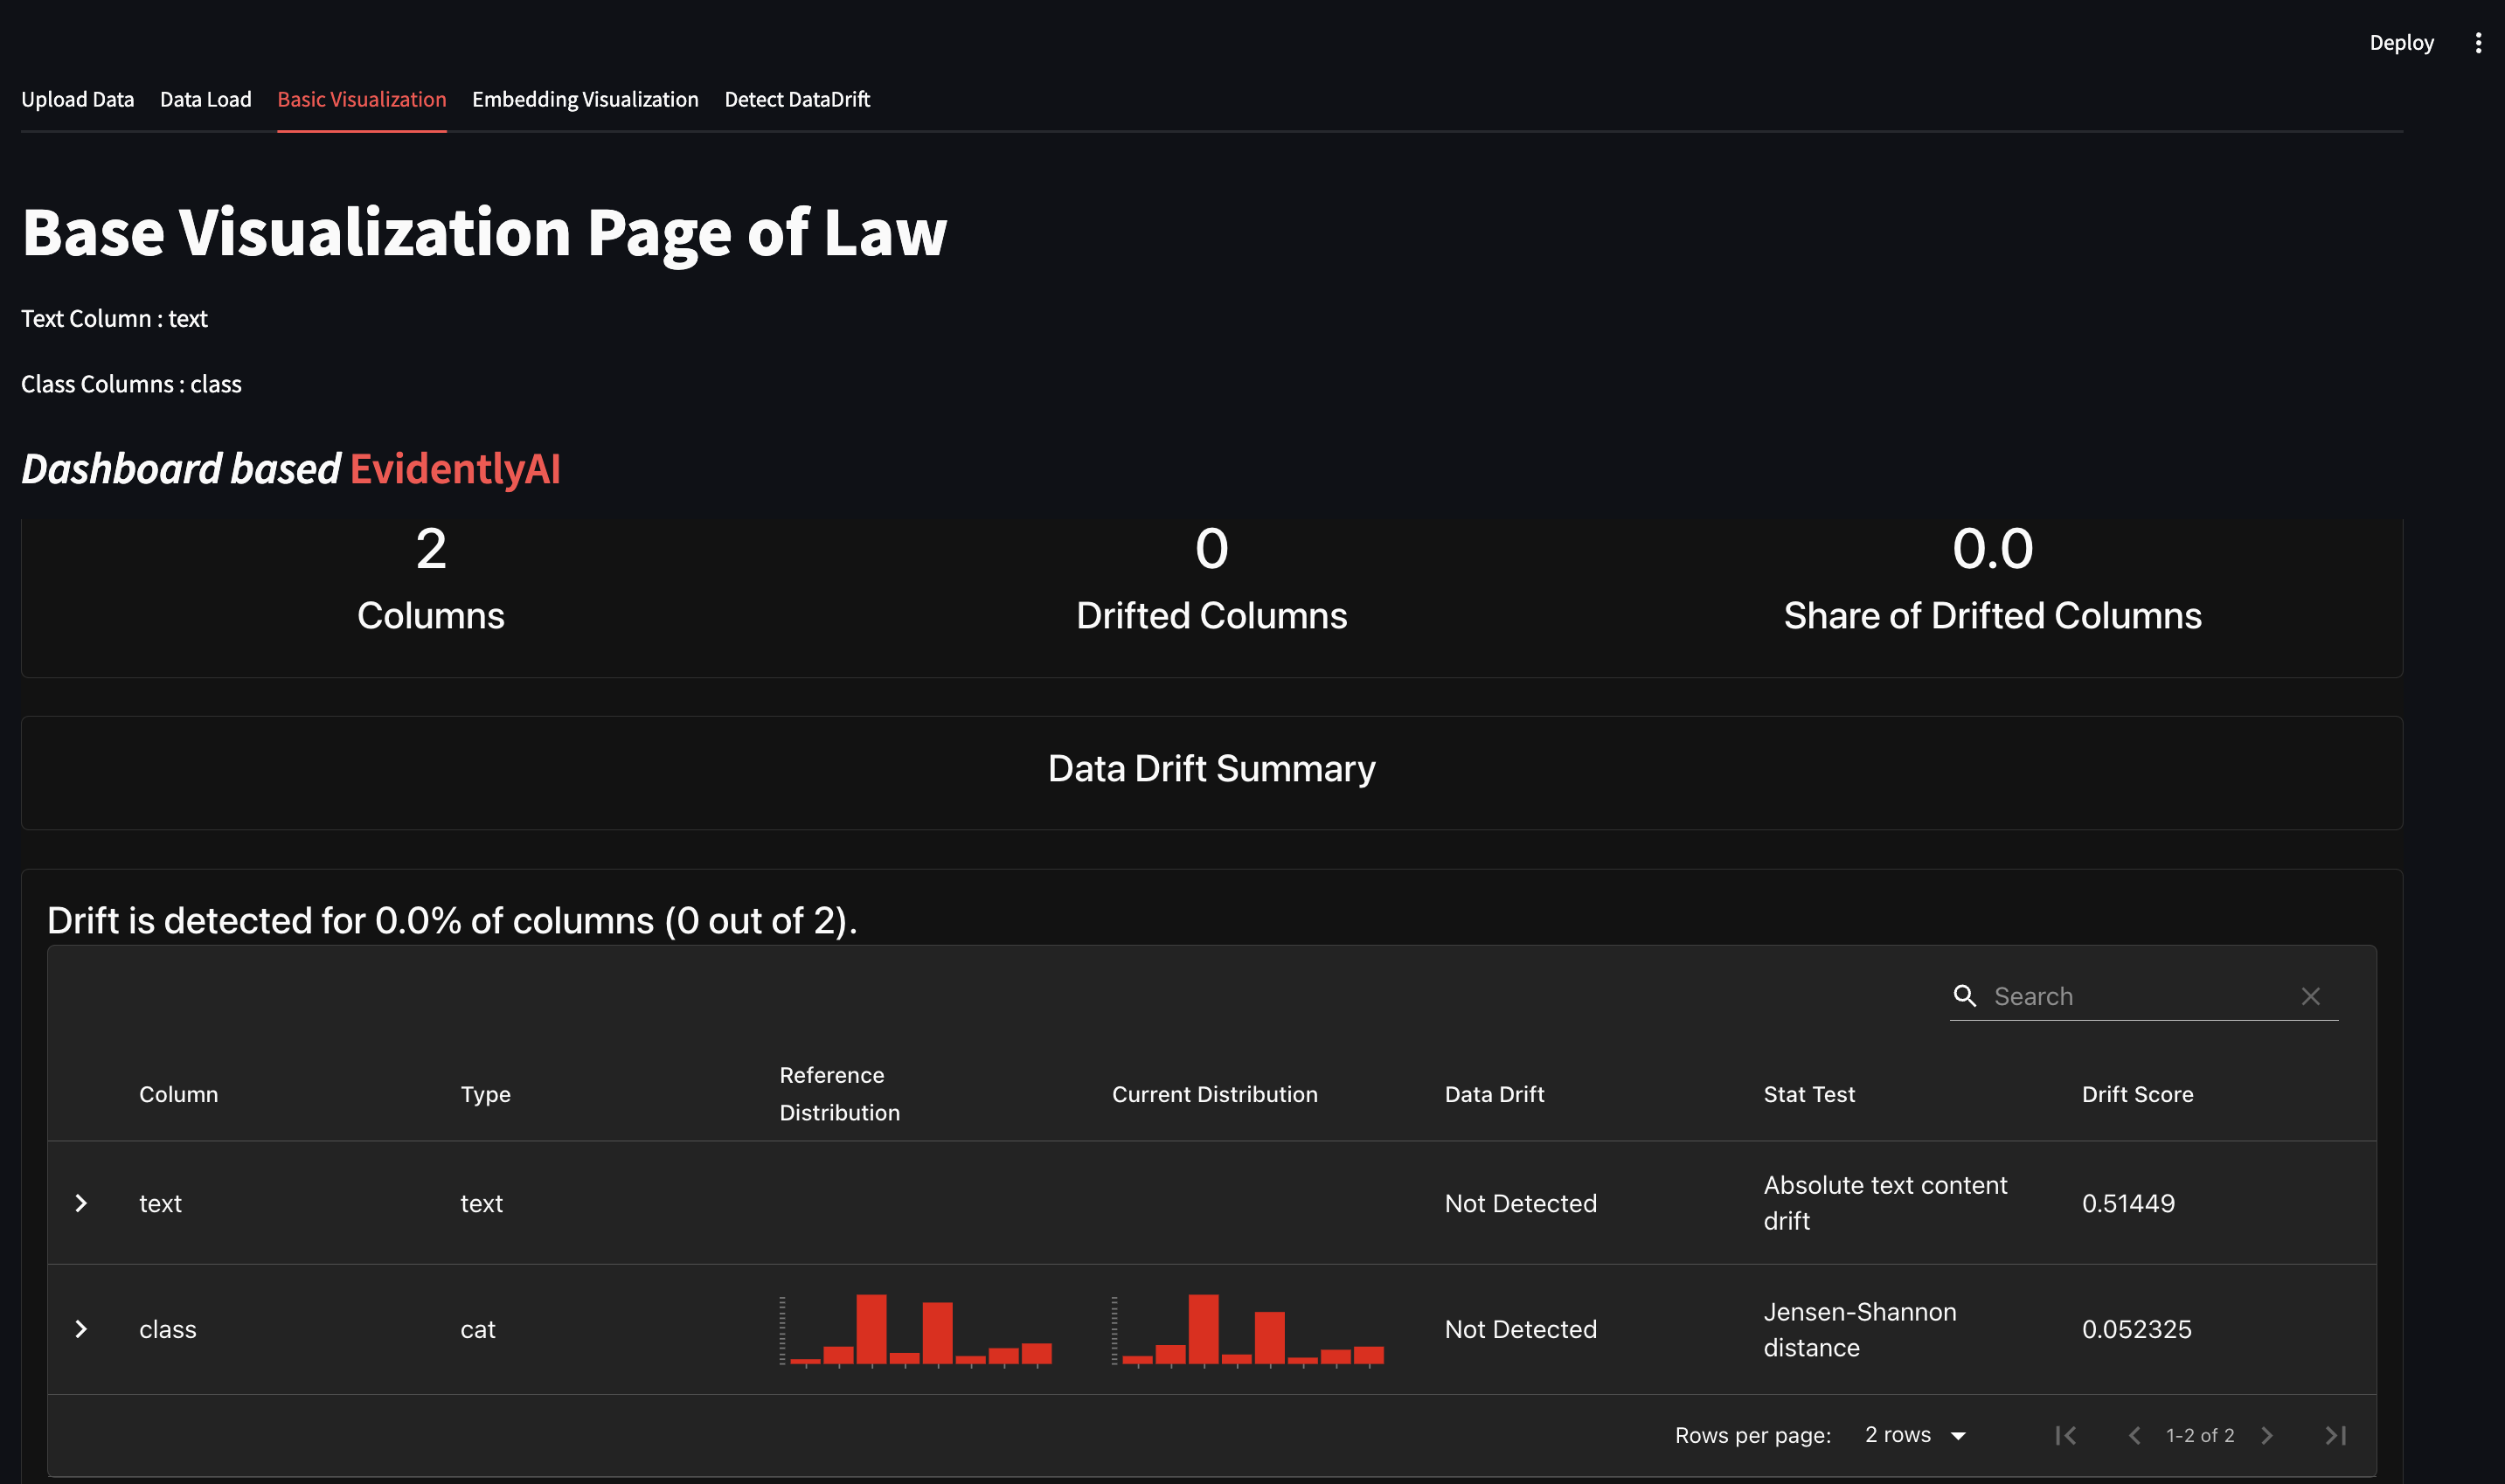 Deploy
Upload Data Data Load Basic Visualization Embedding Visualization Detect DataDrift
Base Visualization Page of Law
Text Column : text
Class Columns : class
Dashboard based EvidentlyAI
2 0 0.0
Columns Drifted Columns Share of Drifted Columns
Data Drift Summary
Drift is detected for 0.0% of columns (0 out of 2).
Search
Column Type Reference Distribution Current Distribution Data Drift Stat Test Drift Score
text text Not Detected Absolute text content drift 0.51449
class cat Not Detected Jensen-Shannon distance 0.052325
Rows per page: 2 rows 1-2 of 2